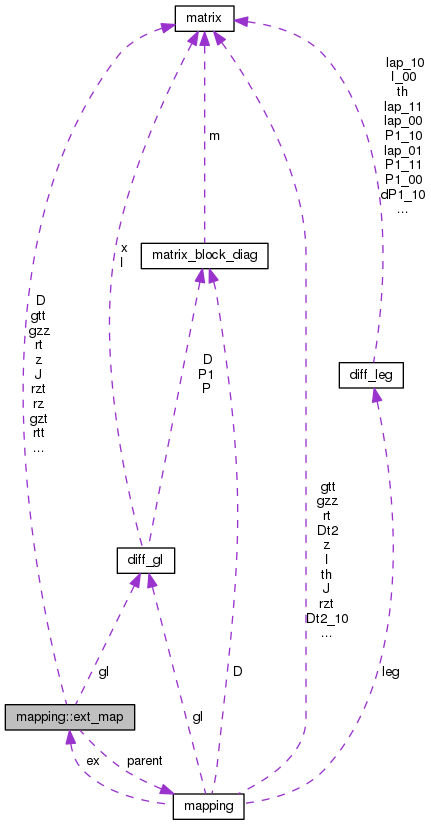 matrix
lap_10
I_00
th
lap_11
lap_00
P1_10
lap_01
P1_11
P1_00
dP1_10
...
m
x
I
matrix_block_diag
D
gtt
gzz
rt
z
J
rzt
rz
gzt
rtt
...
D
P1
P
diff_leg
gtt
gzz
rt
Dt2
z
I
th
J
rzt
Dt2_10
...
diff_gl
gl
D
leg
mapping::ext_map
gl
ex
parent
mapping